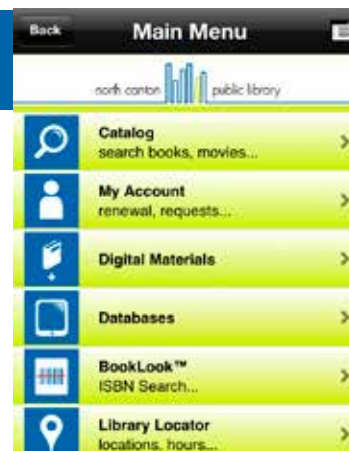 Back
Main Menu
north canton public library
Catalog
search books, movies...
My Account
renewal, requests...
Digital Materials
Databases
BookLook™
ISBN Search...
Library Locator
locations, hours...